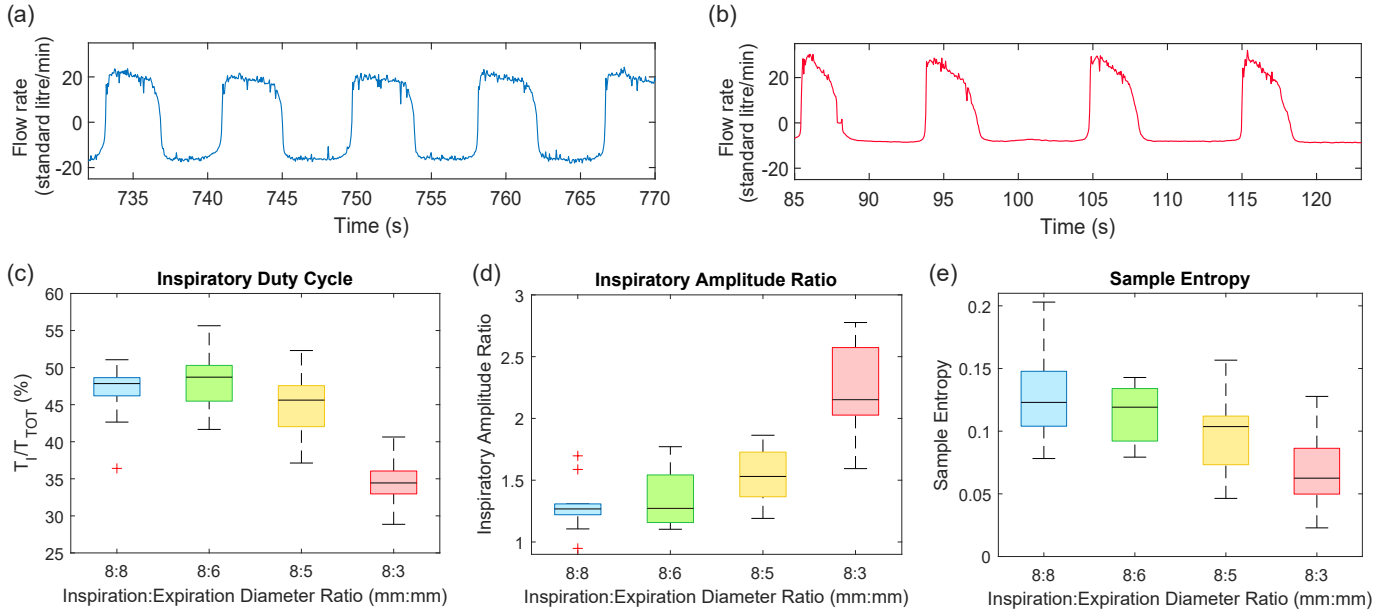 (a)
Flow rate
(standard litre/min)
20
0
-20
735 740 745 750 755 760 765 770
Time (s)
(b)
Flow rate
(standard litre/min)
20
0
-20
85 90 95 100 105 110 115 120
Time (s)
(c)
Inspiratory Duty Cycle
T_I/T_TOT (%)
60
55
50
45
40
35
30
25
8:8 8:6 8:5 8:3
Inspiration:Expiration Diameter Ratio (mm:mm)
(d)
Inspiratory Amplitude Ratio
Inspiratory Amplitude Ratio
3
2.5
2
1.5
1
8:8 8:6 8:5 8:3
Inspiration:Expiration Diameter Ratio (mm:mm)
(e)
Sample Entropy
Sample Entropy
0.2
0.15
0.1
0.05
0
8:8 8:6 8:5 8:3
Inspiration:Expiration Diameter Ratio (mm:mm)